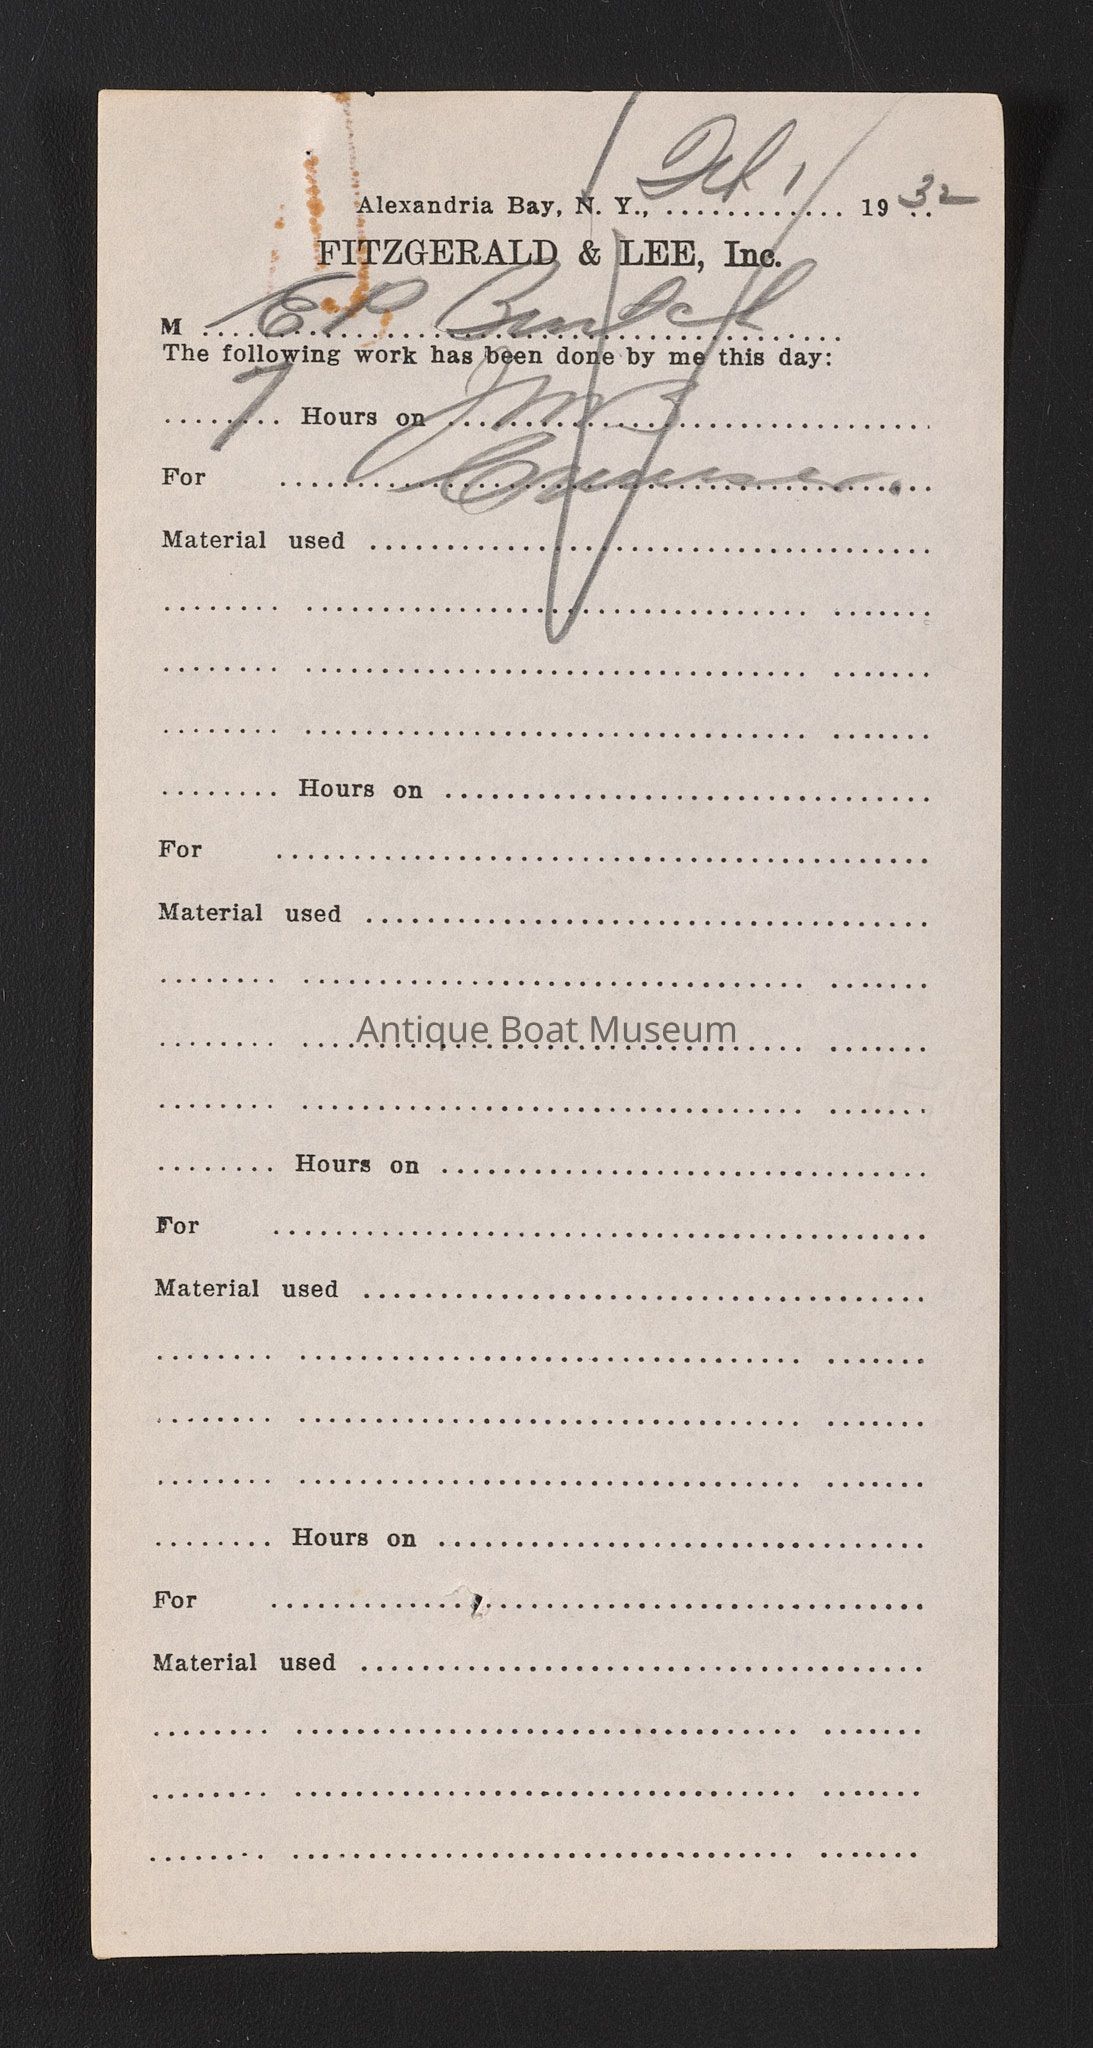 Alexandria Bay, N. Y., ............ 1932
FITZGERALD & LEE, Inc.
M E P
The following work has been done by me this day:
7 Hours on
For
Material used
Hours on
For
Material used
Antique Boat Museum
Hours on
For
Material used
Hours on
For
Material used